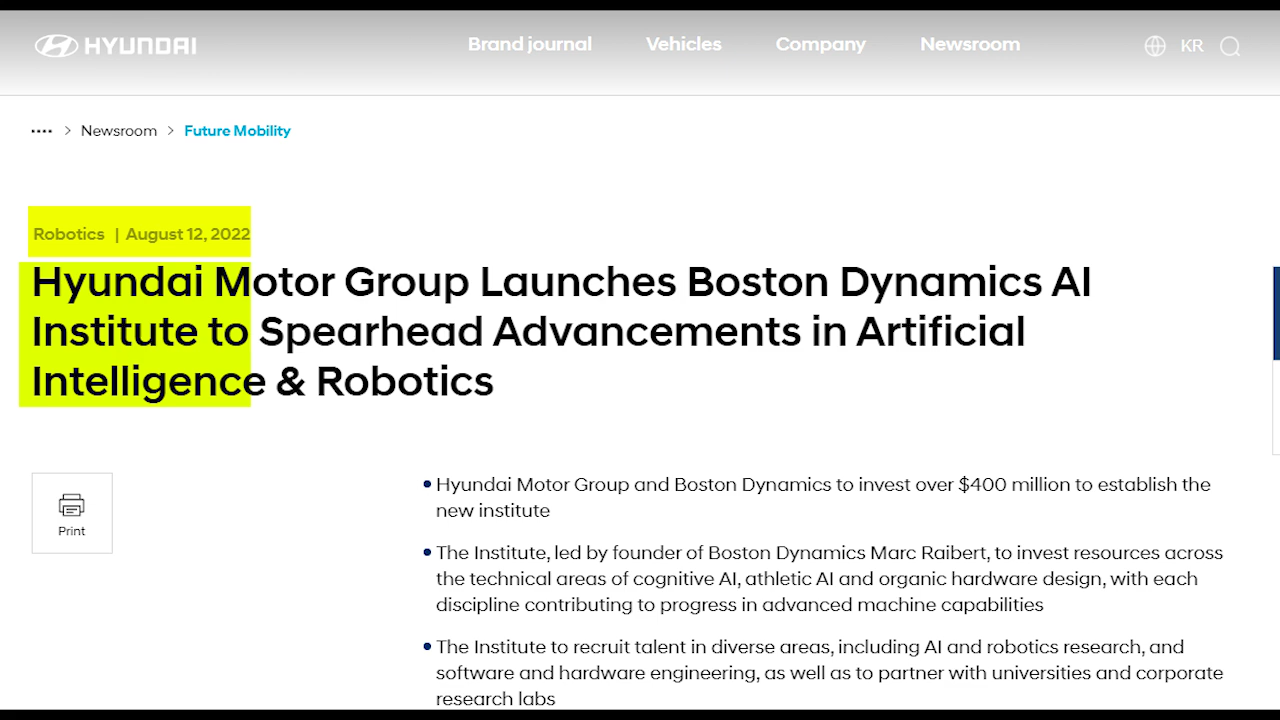 HYUNDAI
Brand journal Vehicles Company Newsroom
KR
.... > Newsroom > Future Mobility
Robotics | August 12, 2022
Hyundai Motor Group Launches Boston Dynamics AI
Institute to Spearhead Advancements in Artificial
Intelligence & Robotics
Print
• Hyundai Motor Group and Boston Dynamics to invest over $400 million to establish the
new institute
• The Institute, led by founder of Boston Dynamics Marc Raibert, to invest resources across
the technical areas of cognitive AI, athletic AI and organic hardware design, with each
discipline contributing to progress in advanced machine capabilities
• The Institute to recruit talent in diverse areas, including AI and robotics research, and
software and hardware engineering, as well as to partner with universities and corporate
research labs